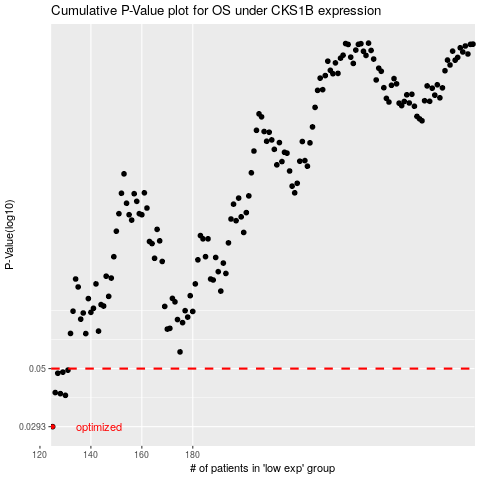 Cumulative P-Value plot for OS under CKS1B expression
P-Value(log10)
0.05
0.0293
optimized
120 140 160 180
# of patients in 'low exp' group